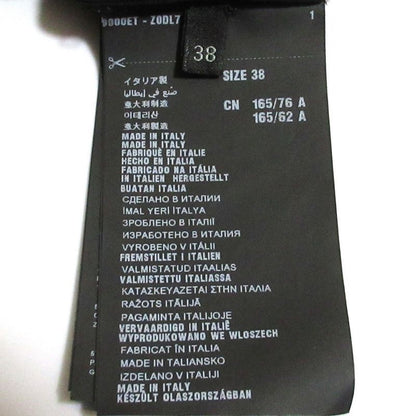 38
1
SIZE 38
CN 165/76 A
165/62 A
イタリア製
صنع في إيطاليا
意大利制造
이태리산
意大利製造
MADE IN ITALY
MADE IN ITALY
FABRIQUÉ EN ITALIE
HECHO EN ITALIA
FABRICADO NA ITÁLIA
IN ITALIEN HERGESTELLT
BUATAN ITALIA
СДЕЛАНО В ИТАЛИИ
İMAL YERİ İTALYA
ЗРОБЛЕНО В ІТАЛІЇ
ИЗРАБОТЕНО В ИТАЛИЯ
VYROBENO V ITÁLII
FREMSTILLET I ITALIEN
VALMISTATUD ITAALIAS
VALMISTETTU ITALIASSA
ΚΑΤΑΣΚΕΥΑΖΕΤΑΙ ΣΤΗΝ ΙΤΑΛΙΑ
RAŽOTS ITĀLIJĀ
PAGAMINTA ITALIJOJE
VERVAARDIGD IN ITALIË
WYPRODUKOWANO WE WŁOSZECH
FABRICAT ÎN ITALIA
MADE IN TALIANSKO
IZDELANO V ITALIJI
MADE IN ITALY
KÉSZÜLT OLASZORSZÁGBAN